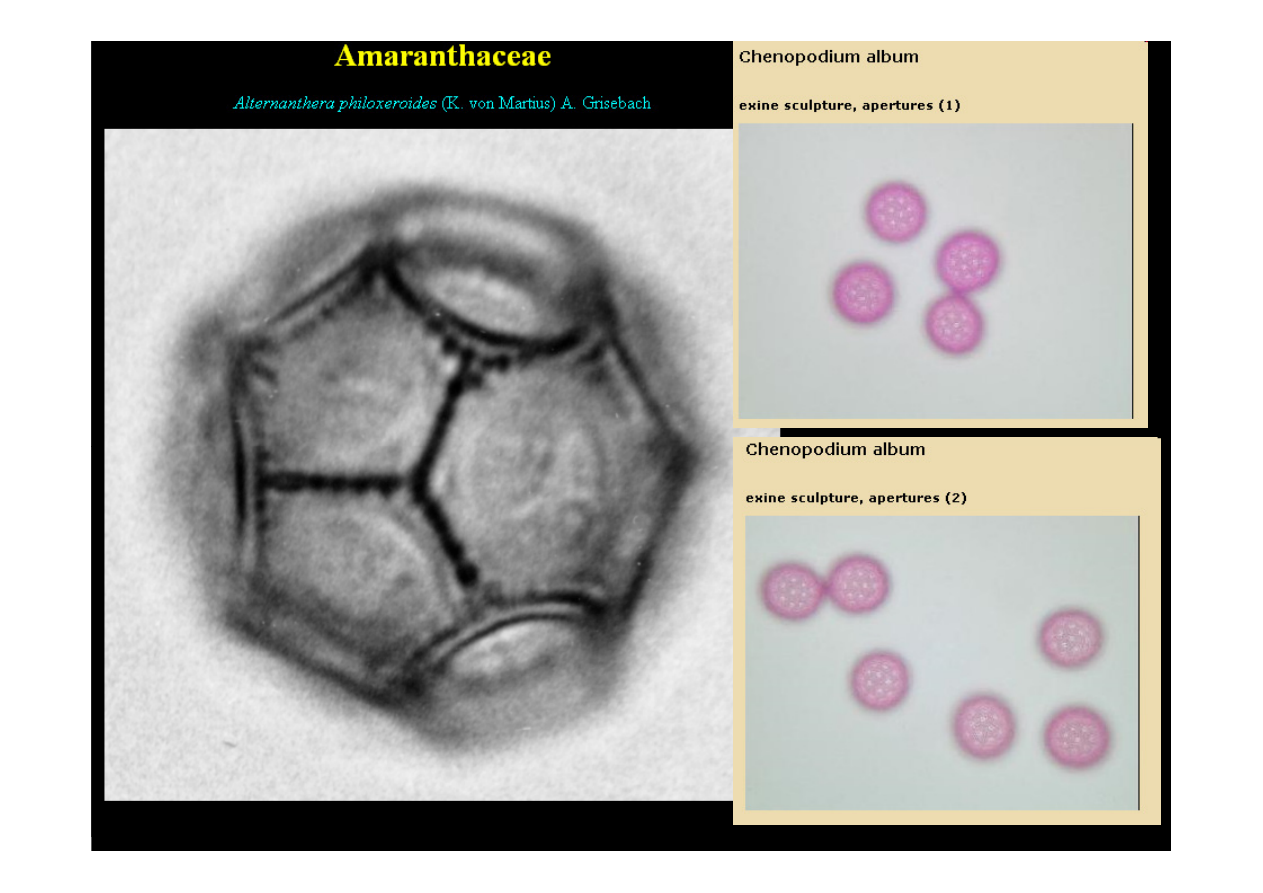 Amaranthaceae
Alternanthera philoxeroides (K. von Martius) A. Grisebach
Chenopodium album
exine sculpture, apertures (1)
Chenopodium album
exine sculpture, apertures (2)